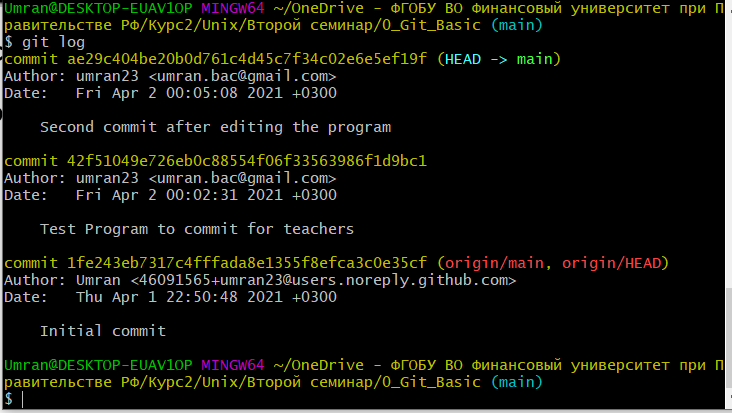 Umran@DESKTOP-EUAV1OP MINGW64 ~/OneDrive - ФГОБУ ВО Финансовый университет при П
равительстве РФ/Курс2/Unix/Второй семинар/0_Git_Basic (main)
$ git log
commit ae29c404be20b0d761c4d45c7f34c02e6e5ef19f (HEAD -> main)
Author: umran23 <umran.bac@gmail.com>
Date:   Fri Apr 2 00:05:08 2021 +0300
    Second commit after editing the program
commit 42f51049e726eb0c88554f06f33563986f1d9bc1
Author: umran23 <umran.bac@gmail.com>
Date:   Fri Apr 2 00:02:31 2021 +0300
    Test Program to commit for teachers
commit 1fe243eb7317c4fffada8e1355f8efca3c0e35cf (origin/main, origin/HEAD)
Author: Umran <46091565+umran23@users.noreply.github.com>
Date:   Thu Apr 1 22:50:48 2021 +0300
    Initial commit
Umran@DESKTOP-EUAV1OP MINGW64 ~/OneDrive - ФГОБУ ВО Финансовый университет при П
равительстве РФ/Курс2/Unix/Второй семинар/0_Git_Basic (main)
$